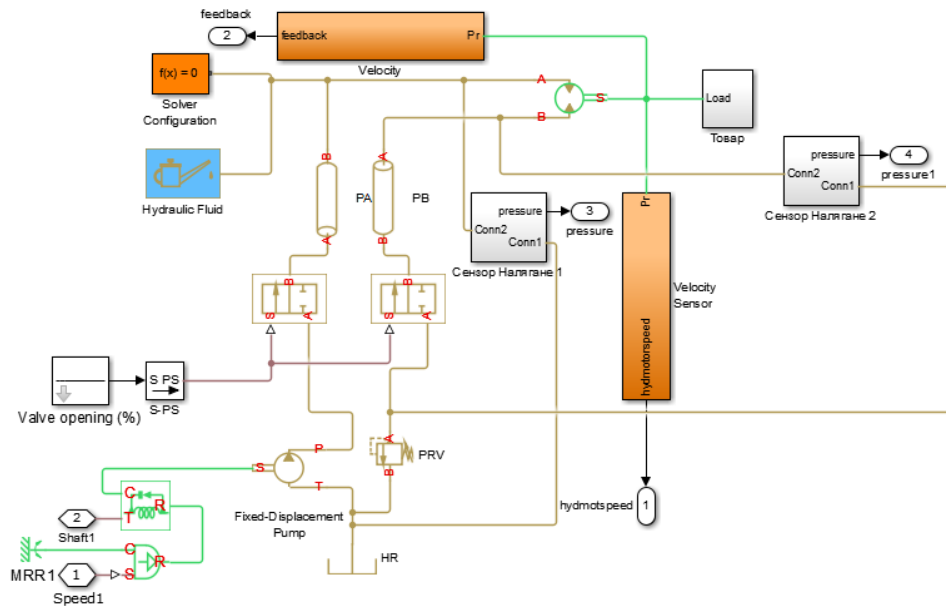 feedback
2
feedback
Pr
Velocity
f(x) = 0
Solver
Configuration
A
S
B
Load
Товар
pressure
4
pressure1
Conn2
Conn1
Сензор Налягане 2
Hydraulic Fluid
B
A
PA
PB
A
B
pressure
3
pressure
Conn2
Conn1
Сензор Налягане 1
Pr
Velocity
Sensor
hydmotorspeed
B
S
A
B
S
A
Valve opening (%)
S PS
S-PS
A
PRV
B
P
S
T
Fixed-Displacement
Pump
hydmotspeed
1
HR
C
R
T
2
Shaft1
MRR1
C
R
S
1
Speed1